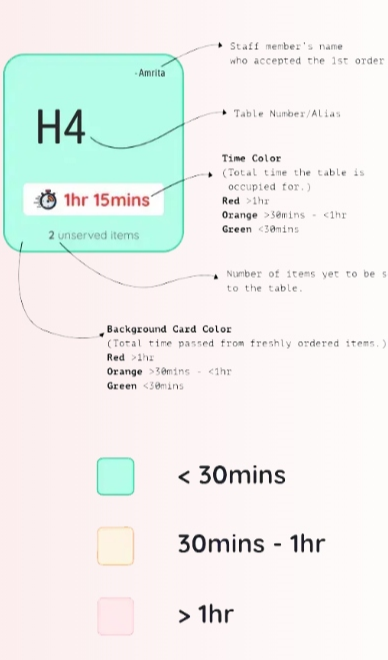 - Amrita
H4
1hr 15mins
2 unserved items
Staff member's name
who accepted the 1st order
Table Number/Alias
Time Color
(Total time the table is
occupied for.)
Red >1hr
Orange >30mins - <1hr
Green <30mins
Number of items yet to be s
to the table.
Background Card Color
(Total time passed from freshly ordered items.)
Red >1hr
Orange >30mins - <1hr
Green <30mins
< 30mins
30mins - 1hr
> 1hr